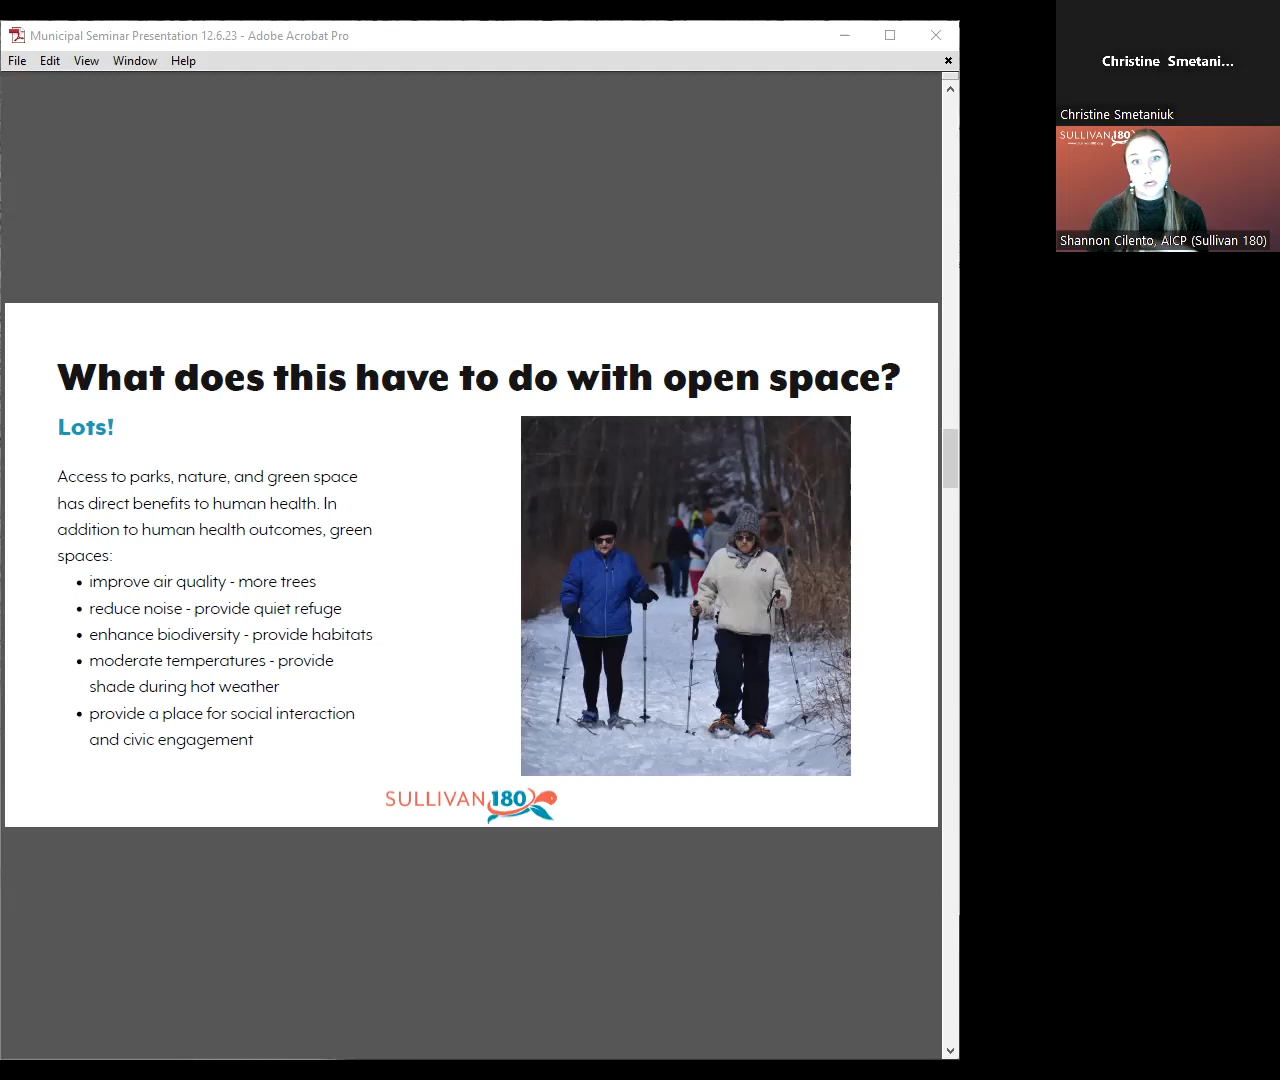 Municipal Seminar Presentation 12.6.23 - Adobe Acrobat Pro
File Edit View Window Help
What does this have to do with open space?
Lots!
Access to parks, nature, and green space
has direct benefits to human health. In
addition to human health outcomes, green
spaces:
• improve air quality - more trees
• reduce noise - provide quiet refuge
• enhance biodiversity - provide habitats
• moderate temperatures - provide
shade during hot weather
• provide a place for social interaction
and civic engagement
SULLIVAN 180
Christine Smetani...
Christine Smetaniuk
SULLIVAN 180
Shannon Cilento, AICP (Sullivan 180)